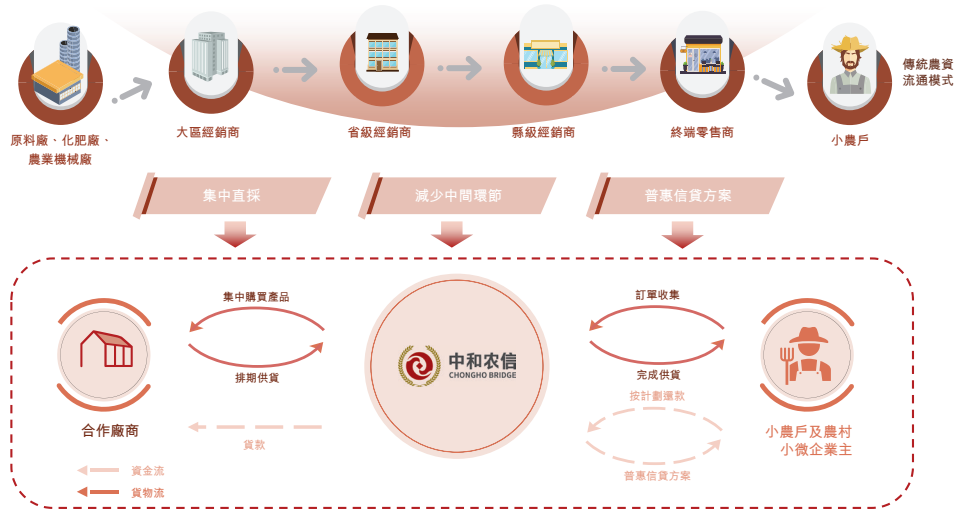 傳統農資
流通模式
原料廠、化肥廠、
農業機械廠
大區經銷商
省級經銷商
縣級經銷商
終端零售商
小農戶
集中直採
減少中間環節
普惠信貸方案
集中購買產品
排期供貨
貨款
合作廠商
資金流
貨物流
中和农信
CHONGHO BRIDGE
訂單收集
完成供貨
按計劃還款
普惠信貸方案
小農戶及農村
小微企業主